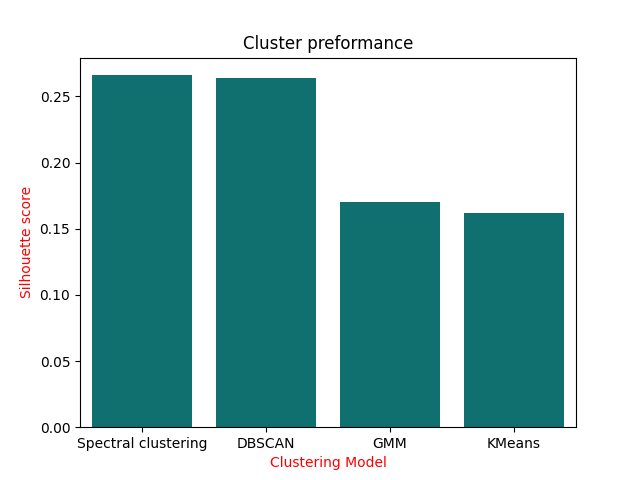 Cluster preformance
0.25
0.20
0.15
0.10
0.05
0.00
Silhouette score
Spectral clustering DBSCAN GMM KMeans
Clustering Model